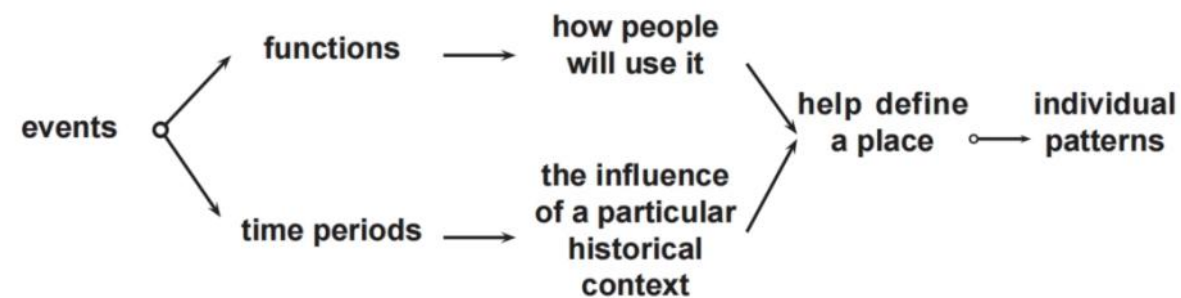 events
functions
how people
will use it
time periods
the influence
of a particular
historical
context
help define
a place
individual
patterns